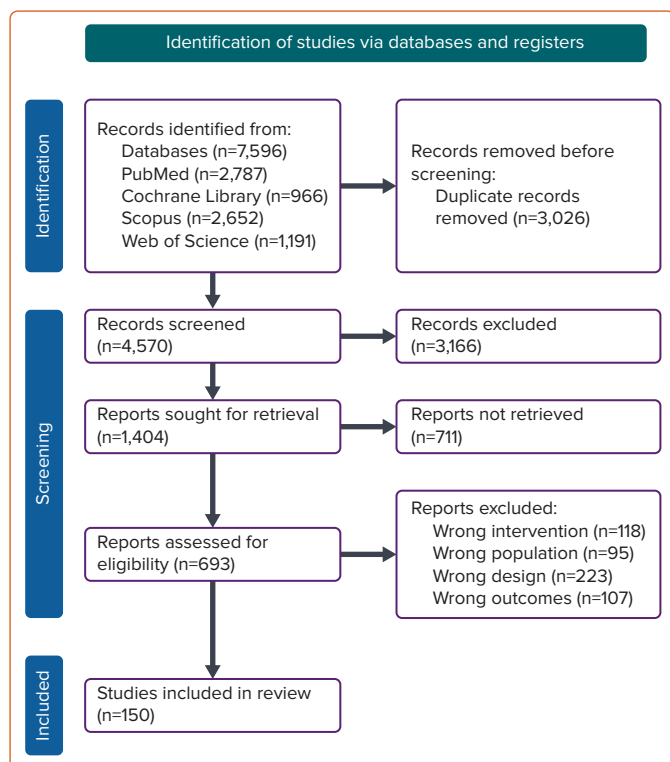 Identification of studies via databases and registers
Identification
Records identified from:
Databases (n=7,596)
PubMed (n=2,787)
Cochrane Library (n=966)
Scopus (n=2,652)
Web of Science (n=1,191)
Records removed before
screening:
Duplicate records
removed (n=3,026)
Screening
Records screened
(n=4,570)
Records excluded
(n=3,166)
Reports sought for retrieval
(n=1,404)
Reports not retrieved
(n=711)
Reports assessed for
eligibility (n=693)
Reports excluded:
Wrong intervention (n=118)
Wrong population (n=95)
Wrong design (n=223)
Wrong outcomes (n=107)
Included
Studies included in review
(n=150)